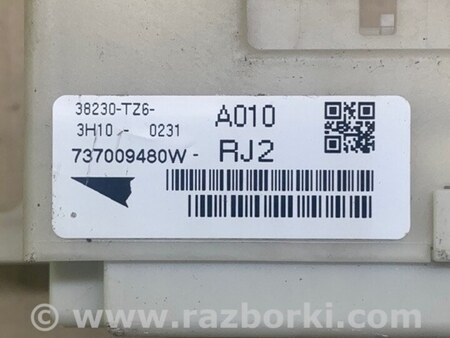 38230-TZ6- A010
3H10 - 0231
737009480W - RJ2
© www.razborki.com